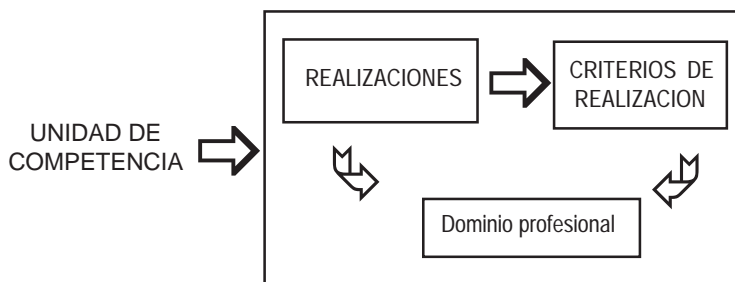 UNIDAD DE
COMPETENCIA
REALIZACIONES
CRITERIOS DE
REALIZACION
Dominio profesional